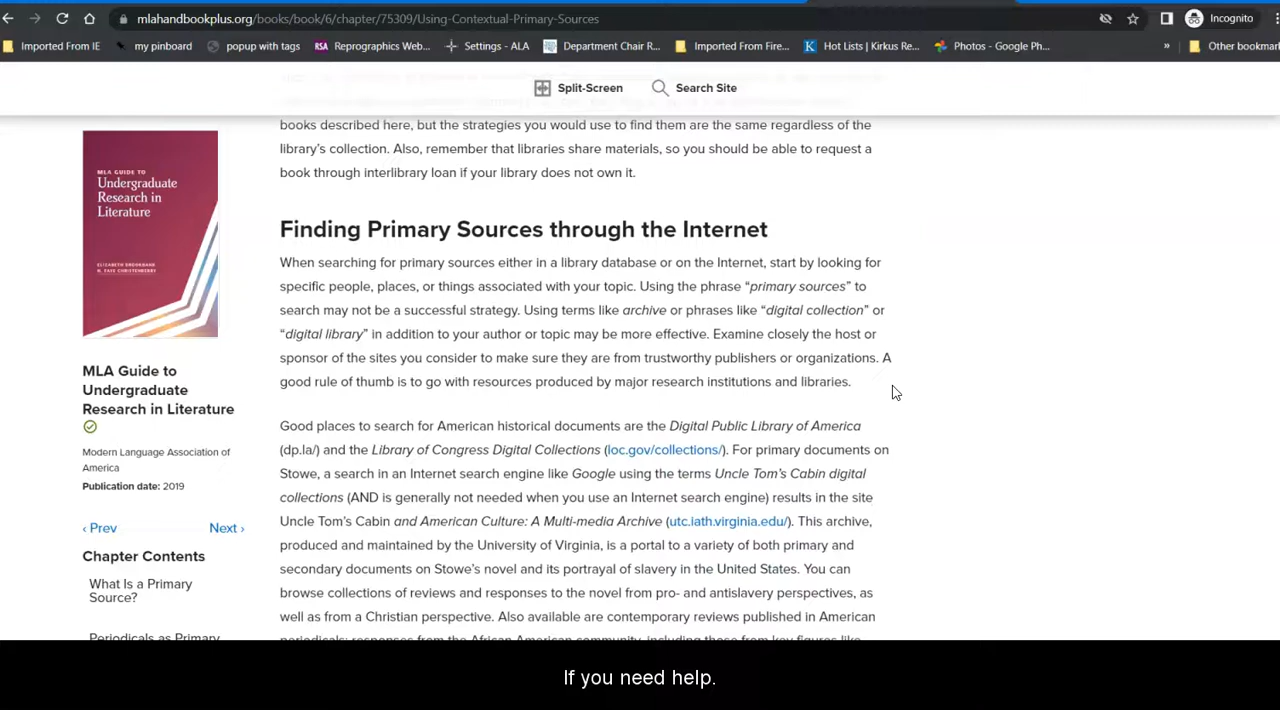 mlahandbookplus.org/books/book/6/chapter/75309/Using-Contextual-Primary-Sources
Incognito
Imported From IE
my pinboard
popup with tags
RSA Reprographics Web...
Settings - ALA
Department Chair R...
Imported From Fire...
K Hot Lists | Kirkus Re...
Photos - Google Ph...
»
Other bookmar
Split-Screen
Search Site
books described here, but the strategies you would use to find them are the same regardless of the
library's collection. Also, remember that libraries share materials, so you should be able to request a
book through interlibrary loan if your library does not own it.
MLA GUIDE TO
Undergraduate
Research in
Literature
Finding Primary Sources through the Internet
When searching for primary sources either in a library database or on the Internet, start by looking for
specific people, places, or things associated with your topic. Using the phrase “primary sources” to
search may not be a successful strategy. Using terms like archive or phrases like “digital collection” or
“digital library” in addition to your author or topic may be more effective. Examine closely the host or
sponsor of the sites you consider to make sure they are from trustworthy publishers or organizations. A
good rule of thumb is to go with resources produced by major research institutions and libraries.
MLA Guide to
Undergraduate
Research in Literature
Modern Language Association of
America
Publication date: 2019
‹ Prev
Next ›
Chapter Contents
What Is a Primary
Source?
Periodicals as Primary
Good places to search for American historical documents are the Digital Public Library of America
(dp.la/) and the Library of Congress Digital Collections (loc.gov/collections/). For primary documents on
Stowe, a search in an Internet search engine like Google using the terms Uncle Tom's Cabin digital
collections (AND is generally not needed when you use an Internet search engine) results in the site
Uncle Tom's Cabin and American Culture: A Multi-media Archive (utc.iath.virginia.edu/). This archive,
produced and maintained by the University of Virginia, is a portal to a variety of both primary and
secondary documents on Stowe's novel and its portrayal of slavery in the United States. You can
browse collections of reviews and responses to the novel from pro- and antislavery perspectives, as
well as from a Christian perspective. Also available are contemporary reviews published in American
periodicals; responses from the African American community, including those from key figures like
If you need help.